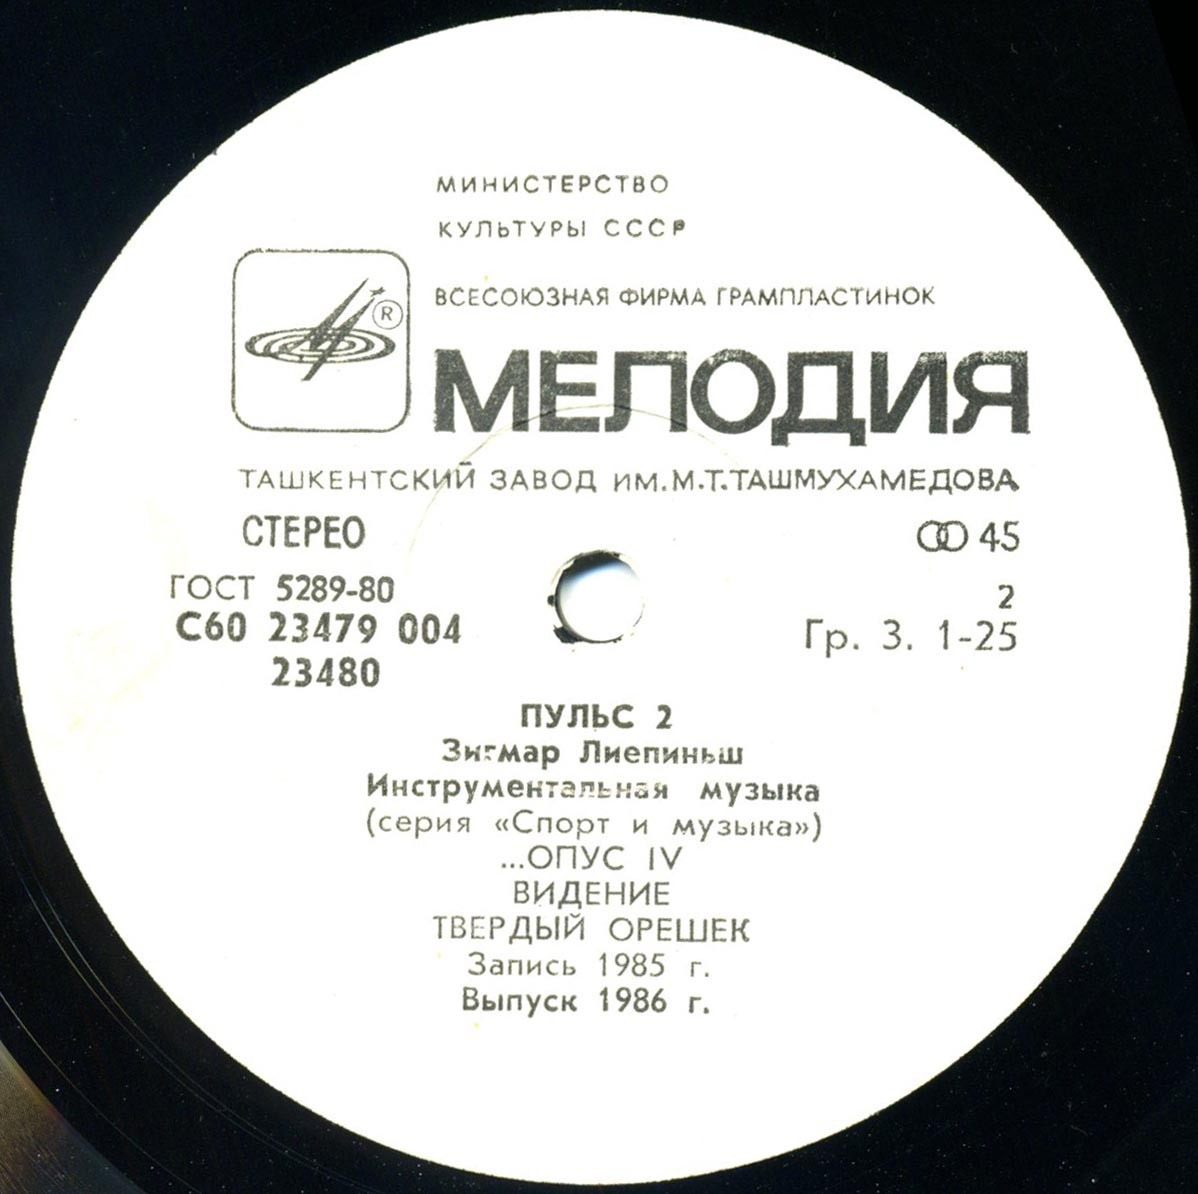 МИНИСТЕРСТВО
КУЛЬТУРЫ СССР
ВСЕСОЮЗНАЯ ФИРМА ГРАМПЛАСТИНОК
®
МЕЛОДИЯ
ТАШКЕНТСКИЙ ЗАВОД ИМ.М.Т.ТАШМУХАМЕДОВА
СТЕРЕО
45
ГОСТ 5289-80
2
С60 23479 004
Гр. 3. 1-25
23480
ПУЛЬС 2
Зигмар Лиепиньш
Инструментальная музыка
(серия «Спорт и музыка»)
...ОПУС IV
ВИДЕНИЕ
ТВЕРДЫЙ ОРЕШЕК
Запись 1985 г.
Выпуск 1986 г.